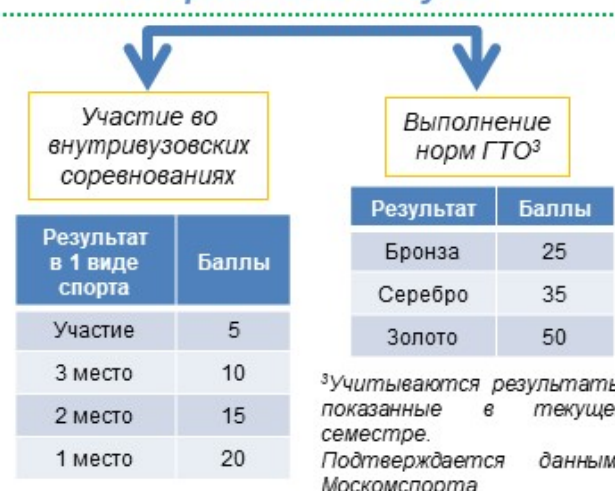 Участие во
внутривузовских
соревнованиях
Результат
в 1 виде
спорта
Баллы
Участие 5
3 место 10
2 место 15
1 место 20
Выполнение
норм ГТО³
Результат Баллы
Бронза 25
Серебро 35
Золото 50
³Учитываются результаты
показанные в текуще
семестре.
Подтверждается данным
Москомспорта